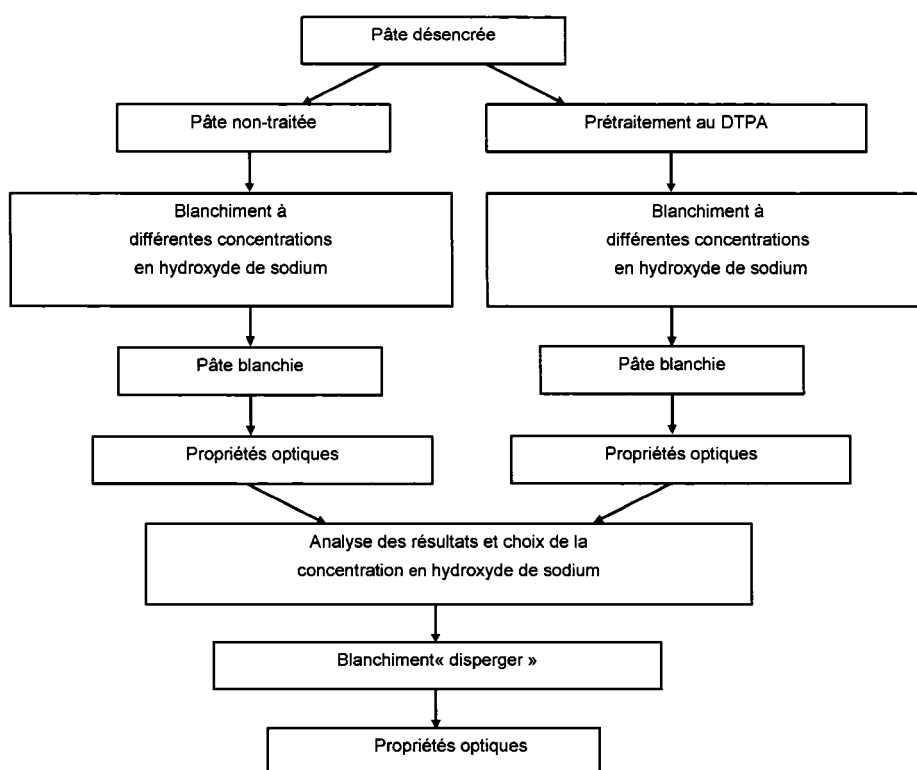 Pâte désencrée
Pâte non-traitée
Prétraitement au DTPA
Blanchiment à
différentes concentrations
en hydroxyde de sodium
Blanchiment à
différentes concentrations
en hydroxyde de sodium
Pâte blanchie
Pâte blanchie
Propriétés optiques
Propriétés optiques
Analyse des résultats et choix de la
concentration en hydroxyde de sodium
Blanchiment« disperger »
Propriétés optiques